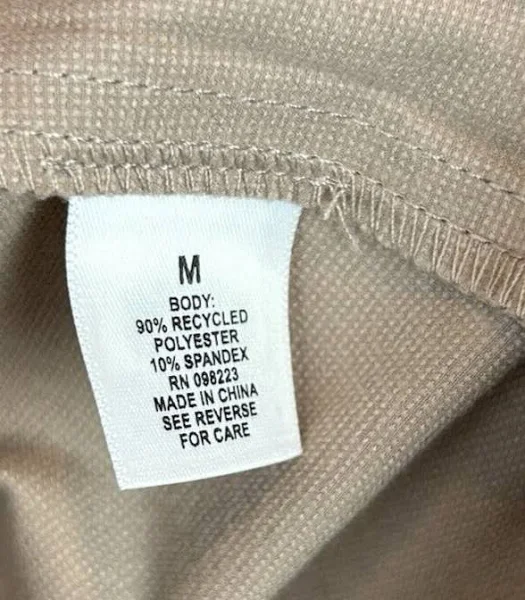 M
BODY:
90% RECYCLED
POLYESTER
10% SPANDEX
RN 098223
MADE IN CHINA
SEE REVERSE
FOR CARE